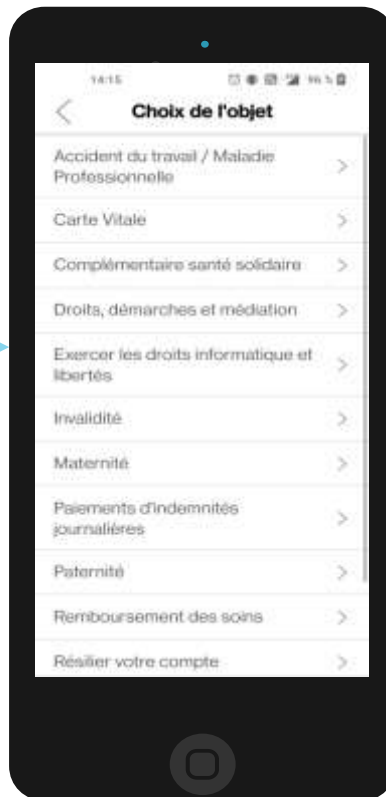 14:15
Choix de l'objet
Accident du travail / Maladie
Professionnelle
Carte Vitale
Complémentaire santé solidaire
Droits, démarches et médiation
Exercer les droits informatique et
libertés
Invalidité
Maternité
Paiements d'indemnités
journalières
Paternité
Remboursement des soins
Résilier votre compte